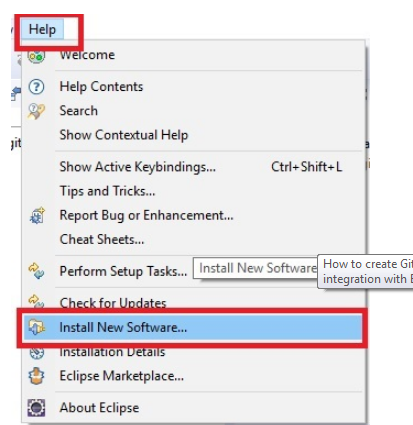 Help
Welcome
Help Contents
Search
Show Contextual Help
Show Active Keybindings... Ctrl+Shift+L
Tips and Tricks...
Report Bug or Enhancement...
Cheat Sheets...
Perform Setup Tasks...
Install New Software
How to create Git
integration with E
Check for Updates
Install New Software...
Installation Details
Eclipse Marketplace...
About Eclipse